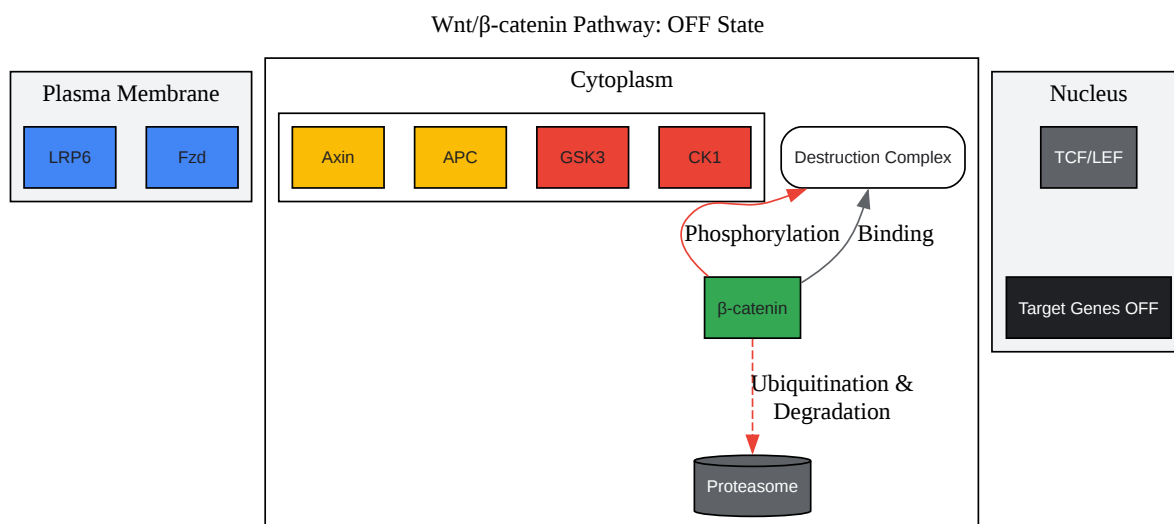 Wnt/β-catenin Pathway: OFF State
Plasma Membrane
Cytoplasm
Nucleus
LRP6
Fzd
Axin
APC
GSK3
CK1
Destruction Complex
TCF/LEF
Phosphorylation
Binding
β-catenin
Target Genes OFF
Ubiquitination &
Degradation
Proteasome